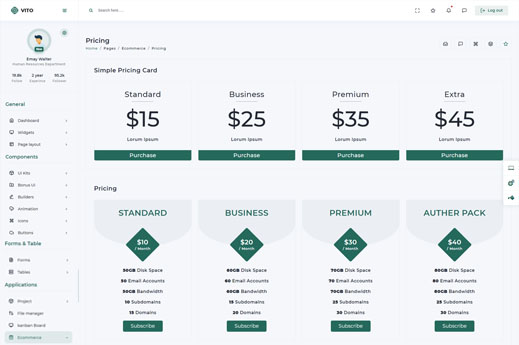 VITO
Search here ....
Log out
New
Emay Walter
Human Resources Department
19.8k
2 year
95.2k
Follow
Experince
Follower
General
Dashboard
Widgets
Page layout
Components
UI Kits
Bonus UI
Builders
Animation
Icons
Buttons
Forms & Table
Forms
Tables
Applications
Project
File manager
kanban Board
Ecommerce
Pricing
Home / Pages / Ecommerce / Pricing
Simple Pricing Card
Standard
$15
Lorum Ipsum
Purchase
Business
$25
Lorum Ipsum
Purchase
Premium
$35
Lorum Ipsum
Purchase
Extra
$45
Lorum Ipsum
Purchase
Pricing
STANDARD
$10
/ Month
50GB Disk Space
50 Email Accounts
50GB Bandwidth
10 Subdomains
15 Domains
Subscribe
BUSINESS
$20
/ Month
60GB Disk Space
60 Email Accounts
60GB Bandwidth
15 Subdomains
20 Domains
Subscribe
PREMIUM
$30
/ Month
70GB Disk Space
70 Email Accounts
70GB Bandwidth
25 Subdomains
30 Domains
Subscribe
AUTHER PACK
$40
/ Month
80GB Disk Space
80 Email Accounts
80GB Bandwidth
25 Subdomains
30 Domains
Subscribe